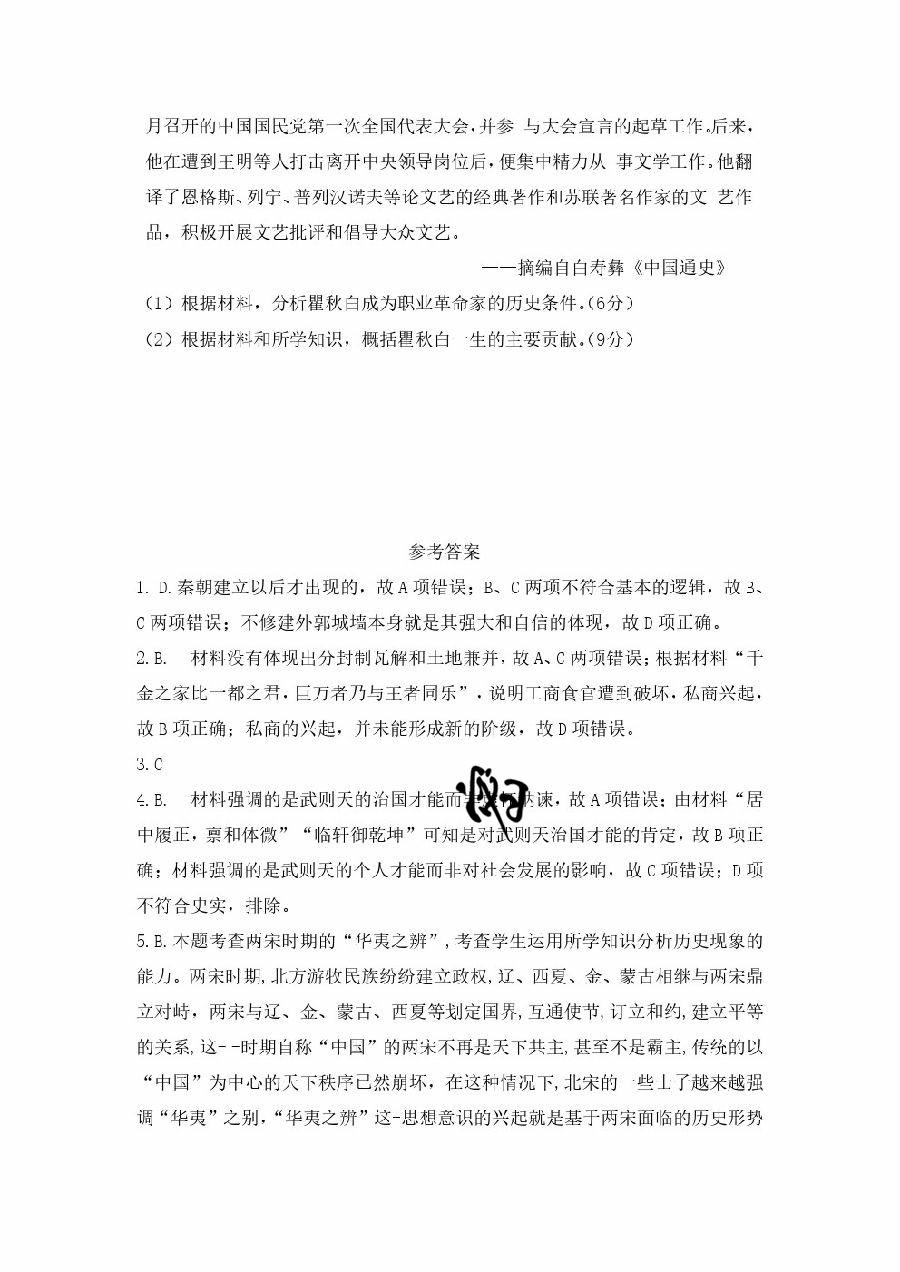 月召开的中国国民党第一次全国代表大会,并参 与大会宣言的起草工作。后来,
他在遭到王明等人打击离开中央领导岗位后,便集中精力从 事文学工作。他翻
译了恩格斯、列宁、普列汉诺夫等论文艺的经典著作和苏联著名作家的文 艺作
品，积极开展文艺批评和倡导大众文艺。
——摘编自白寿彝《中国通史》
（1）根据材料，分析瞿秋白成为职业革命家的历史条件。(6分）
（2）根据材料和所学知识，概括瞿秋白一生的主要贡献。(9分）
参考答案
1. D.秦朝建立以后才出现的，故A项错误；B、C两项不符合基本的逻辑，故B、
C两项错误；不修建外郭城墙本身就是其强大和自信的体现，故D项正确。
2.B. 材料没有体现出分封制瓦解和土地兼并，故A、C两项错误；根据材料“千
金之家比一都之君，巨万者乃与王者同乐”，说明工商食官遭到破坏，私商兴起，
故B项正确；私商的兴起，并未能形成新的阶级，故D项错误。
3.C
4.B. 材料强调的是武则天的治国才能而非 谏，故A项错误；由材料“居
中履正，禀和体微”“临轩御乾坤”可知是对武则天治国才能的肯定，故B项正
确；材料强调的是武则天的个人才能而非对社会发展的影响，故C项错误；D项
不符合史实，排除。
5.B.本题考查两宋时期的“华夷之辨”,考查学生运用所学知识分析历史现象的
能力。两宋时期,北方游牧民族纷纷建立政权,辽、西夏、金、蒙古相继与两宋鼎
立对峙，两宋与辽、金、蒙古、西夏等划定国界,互通使节,订立和约,建立平等
的关系,这--时期自称“中国”的两宋不再是天下共主,甚至不是霸主,传统的以
“中国”为中心的天下秩序已然崩坏，在这种情况下,北宋的一些士了越来越强
调“华夷”之别，“华夷之辨”这-思想意识的兴起就是基于两宋面临的历史形势